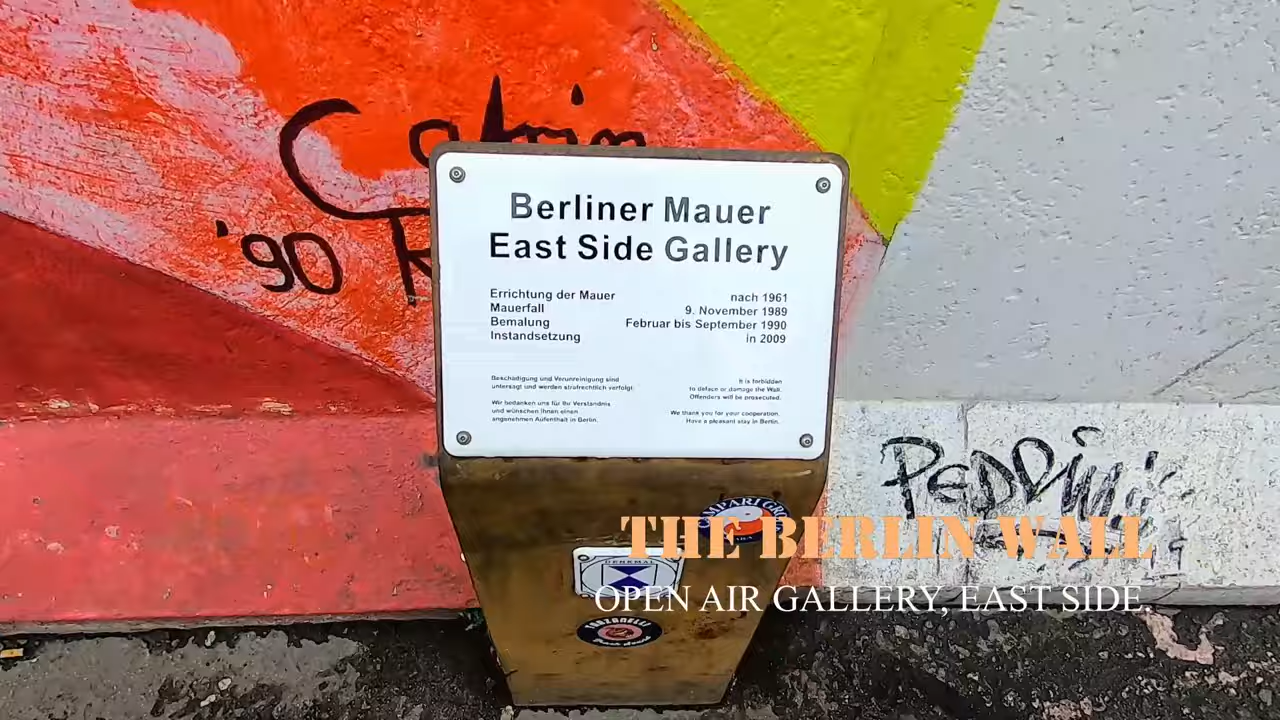 '90
Berliner Mauer
East Side Gallery
Errichtung der Mauer nach 1961
Mauerfall 9. November 1989
Bemalung Februar bis September 1990
Instandsetzung in 2009
Beschädigung und Verunreinigung sind
untersagt und werden strafrechtlich verfolgt.
Wir bedanken uns für Ihr Verständnis
und wünschen Ihnen einen
angenehmen Aufenthalt in Berlin.
It is forbidden
to defach or damage the Wall.
Offenders will be prosecuted.
We thank you for your cooperation.
Have a pleasant stay in Berlin.
DENKMAL
THE BERLIN WALL
OPEN AIR GALLERY, EAST SIDE.